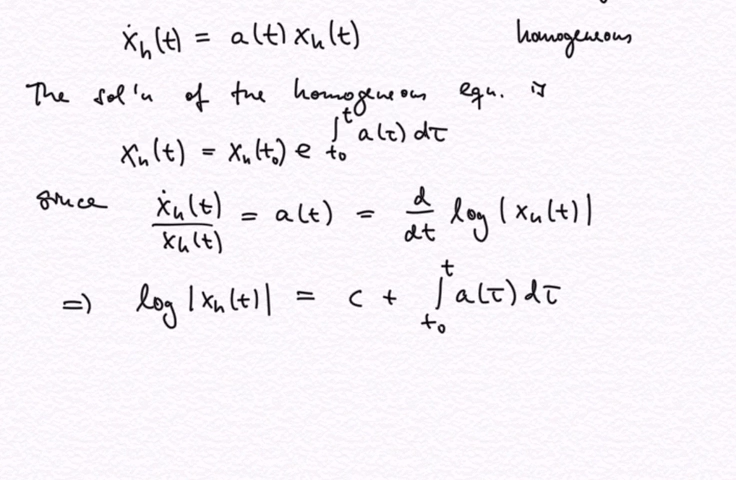 ẋₕ(t) = a(t) xₕ(t) homogeneous
The sol'n of the homogeneous equ. is
xₕ(t) = xₕ(t₀) e ∫_{t₀}^{t} a(τ) dτ
since ẋₕ(t)/xₕ(t) = a(t) = d/dt log |xₕ(t)|
⇒) log |xₕ(t)| = c + ∫_{t₀}^{t} a(τ) dτ